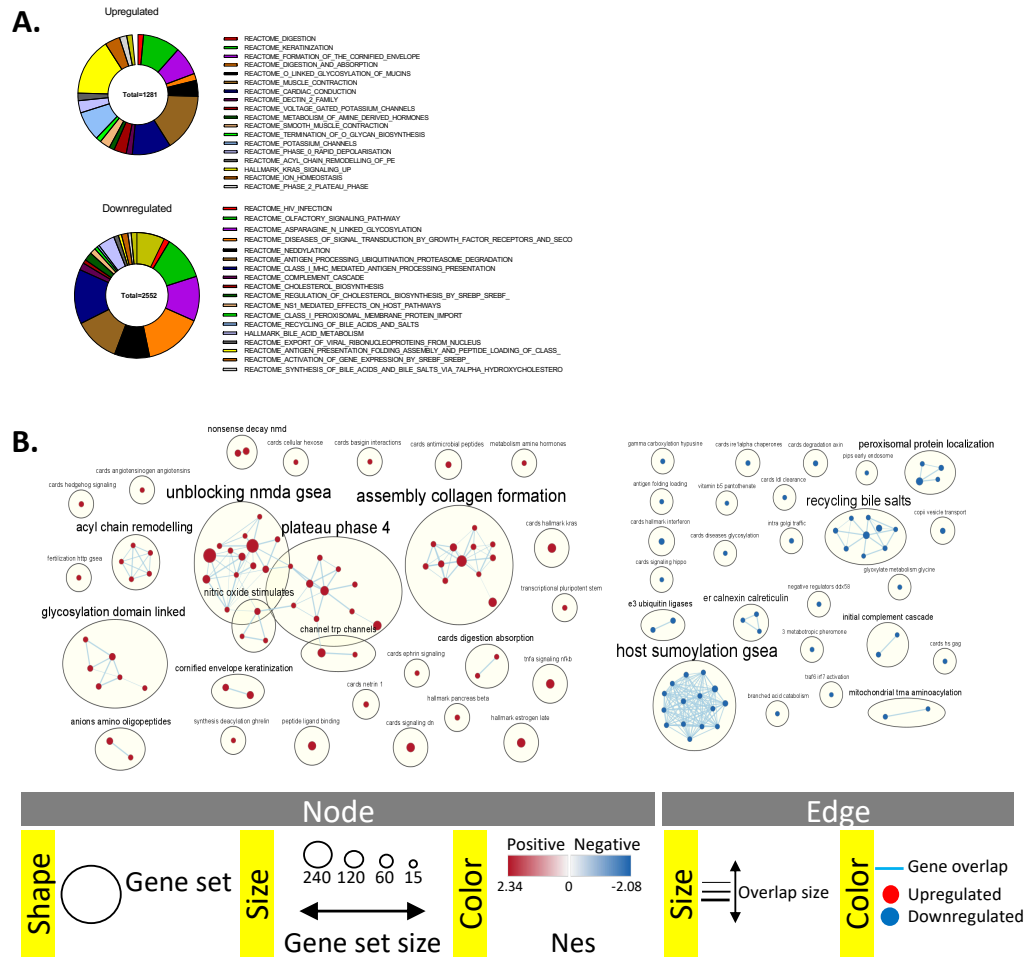 A.
Upregulated
Total=1281
REACTOME_DIGESTION
REACTOME_KERATINIZATION
REACTOME_FORMATION_OF_THE_CORNIFIED_ENVELOPE
REACTOME_DIGESTION_AND_ABSORPTION
REACTOME_O_LINKED_GLYCOSYLATION_OF_MUCINS
REACTOME_MUSCLE_CONTRACTION
REACTOME_CARDIAC_CONDUCTION
REACTOME_DECTIN_2_FAMILY
REACTOME_VOLTAGE_GATED_POTASSIUM_CHANNELS
REACTOME_METABOLISM_OF_AMINE_DERIVED_HORMONES
REACTOME_SMOOTH_MUSCLE_CONTRACTION
REACTOME_TERMINATION_OF_O_GLYCAN_BIOSYNTHESIS
REACTOME_POTASSIUM_CHANNELS
REACTOME_PHASE_0_RAPID_DEPOLARISATION
REACTOME_ACYL_CHAIN_REMODELLING_OF_PE
HALLMARK_KRAS_SIGNALING_UP
REACTOME_ION_HOMEOSTASIS
REACTOME_PHASE_2_PLATEAU_PHASE
Downregulated
Total=2552
REACTOME_HIV_INFECTION
REACTOME_OLFACTORY_SIGNALING_PATHWAY
REACTOME_ASPARAGINE_N_LINKED_GLYCOSYLATION
REACTOME_DISEASES_OF_SIGNAL_TRANSDUCTION_BY_GROWTH_FACTOR_RECEPTORS_AND_SECO
REACTOME_NEDDYLATION
REACTOME_ANTIGEN_PROCESSING_UBIQUITINATION_PROTEASOME_DEGRADATION
REACTOME_CLASS_I_MHC_MEDIATED_ANTIGEN_PROCESSING_PRESENTATION
REACTOME_COMPLEMENT_CASCADE
REACTOME_CHOLESTEROL_BIOSYNTHESIS
REACTOME_REGULATION_OF_CHOLESTEROL_BIOSYNTHESIS_BY_SREBP_SREBF_
REACTOME_NS1_MEDIATED_EFFECTS_ON_HOST_PATHWAYS
REACTOME_CLASS_I_PEROXISOMAL_MEMBRANE_PROTEIN_IMPORT
REACTOME_RECYCLING_OF_BILE_ACIDS_AND_SALTS
HALLMARK_BILE_ACID_METABOLISM
REACTOME_EXPORT_OF_VIRAL_RIBONUCLEOPROTEINS_FROM_NUCLEUS
REACTOME_ANTIGEN_PRESENTATION_FOLDING_ASSEMBLY_AND_PEPTIDE_LOADING_OF_CLASS_
REACTOME_ACTIVATION_OF_GENE_EXPRESSION_BY_SREBF_SREBP_
REACTOME_SYNTHESIS_OF_BILE_ACIDS_AND_BILE_SALTS_VIA_7ALPHA_HYDROXYCHOLESTERO
B.
nonsense decay nmd
cards cellular hexose
cards basigin interactions
cards antimicrobial peptides
metabolism amine hormones
cards angiotensinogen angiotensins
cards hedgehog signaling
unblocking nmda gsea
assembly collagen formation
acyl chain remodelling
plateau phase 4
cards hallmark kras
fertilization http gsea
nitric oxide stimulates
transcriptional pluripotent stem
glycosylation domain linked
channel trp channels
cards digestion absorption
cornified envelope keratinization
cards ephrin signaling
tnfa signaling nfkb
cards netrin 1
hallmark pancreas beta
anions amino oligopeptides
synthesis deacylation ghrelin
peptide ligand binding
cards signaling dn
hallmark estrogen late
gamma carboxylation hypusine
cards ire1alpha chaperones
cards degradation axin
peroxisomal protein localization
pips early endosome
antigen folding loading
vitamin b5 pantothenate
cards ldl clearance
recycling bile salts
cards hallmark interferon
cards diseases glycosylation
intra golgi traffic
copii vesicle transport
cards signaling hippo
glyoxylate metabolism glycine
negative regulators ddx58
e3 ubiquitin ligases
er calnexin calreticulin
initial complement cascade
3 metabotropic pheromone
cards hs gag
host sumoylation gsea
traf6 irf7 activation
branched acid catabolism
mitochondrial trna aminoacylation
Node
Edge
Shape
Gene set
Size
240 120 60 15
Gene set size
Color
Positive Negative
2.34 0 -2.08
Nes
Size
Overlap size
Color
Gene overlap
Upregulated
Downregulated